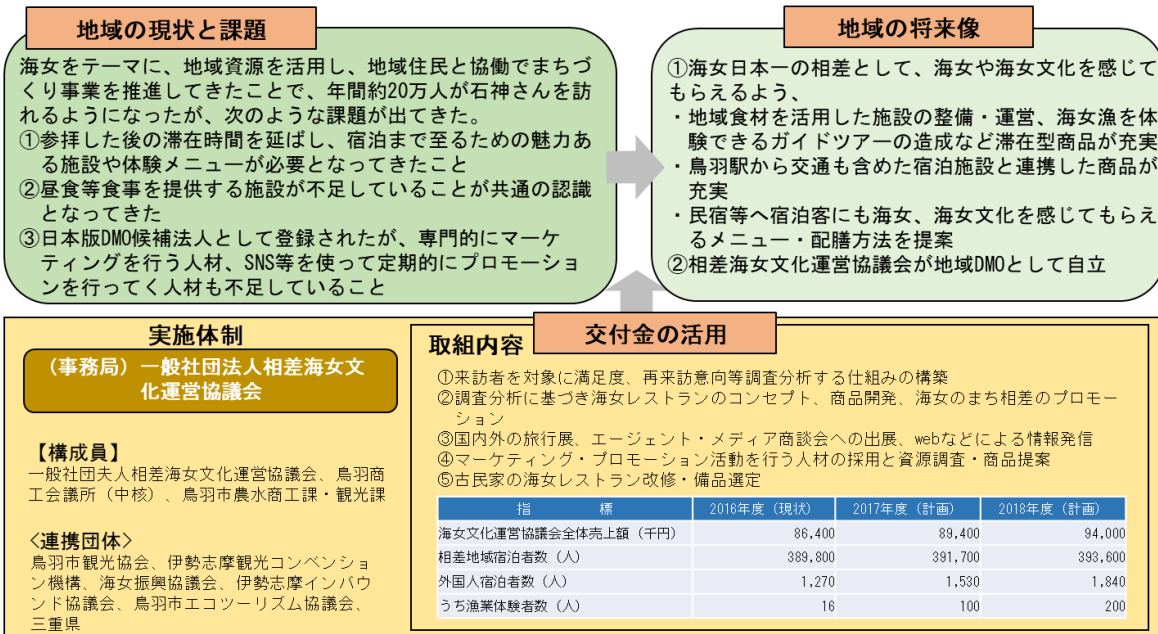 地域の現状と課題
海女をテーマに、地域資源を活用し、地域住民と協働でまちづ
くり事業を推進してきたことで、年間約20万人が石神さんを訪
れるようになったが、次のような課題が出てきた。
①参拝した後の滞在時間を延ばし、宿泊まで至るための魅力あ
る施設や体験メニューが必要となってきたこと
②昼食等食事を提供する施設が不足していることが共通の認識
となってきた
③日本版DMO候補法人として登録されたが、専門的にマーケ
ティングを行う人材、SNS等を使って定期的にプロモーショ
ンを行ってく人材も不足していること
地域の将来像
①海女日本一の相差として、海女や海女文化を感じて
もらえるよう、
・地域食材を活用した施設の整備・運営、海女漁を体
験できるガイドツアーの造成など滞在型商品が充実
・鳥羽駅から交通も含めた宿泊施設と連携した商品が
充実
・民宿等へ宿泊客にも海女、海女文化を感じてもらえ
るメニュー・配膳方法を提案
②相差海女文化運営協議会が地域DMOとして自立
実施体制
（事務局）一般社団法人相差海女文
化運営協議会
【構成員】
一般社団夫人相差海女文化運営協議会、鳥羽商
工会議所（中核）、鳥羽市農水商工課・観光課
＜連携団体＞
鳥羽市観光協会、伊勢志摩観光コンベンショ
ン機構、海女振興協議会、伊勢志摩インバウ
ンド協議会、鳥羽市エコツーリズム協議会、
三重県
交付金の活用
取組内容
①来訪者を対象に満足度、再来訪意向等調査分析する仕組みの構築
②調査分析に基づき海女レストランのコンセプト、商品開発、海女のまち相差のプロモー
ション
③国内外の旅行展、エージェント・メディア商談会への出展、webなどによる情報発信
④マーケティング・プロモーション活動を行う人材の採用と資源調査・商品提案
⑤古民家の海女レストラン改修・備品選定
指　標 2016年度（現状） 2017年度（計画） 2018年度（計画）
海女文化運営協議会全体売上額（千円） 86,400 89,400 94,000
相差地域宿泊者数（人） 389,800 391,700 393,600
外国人宿泊者数（人） 1,270 1,530 1,840
うち漁業体験者数（人） 16 100 200